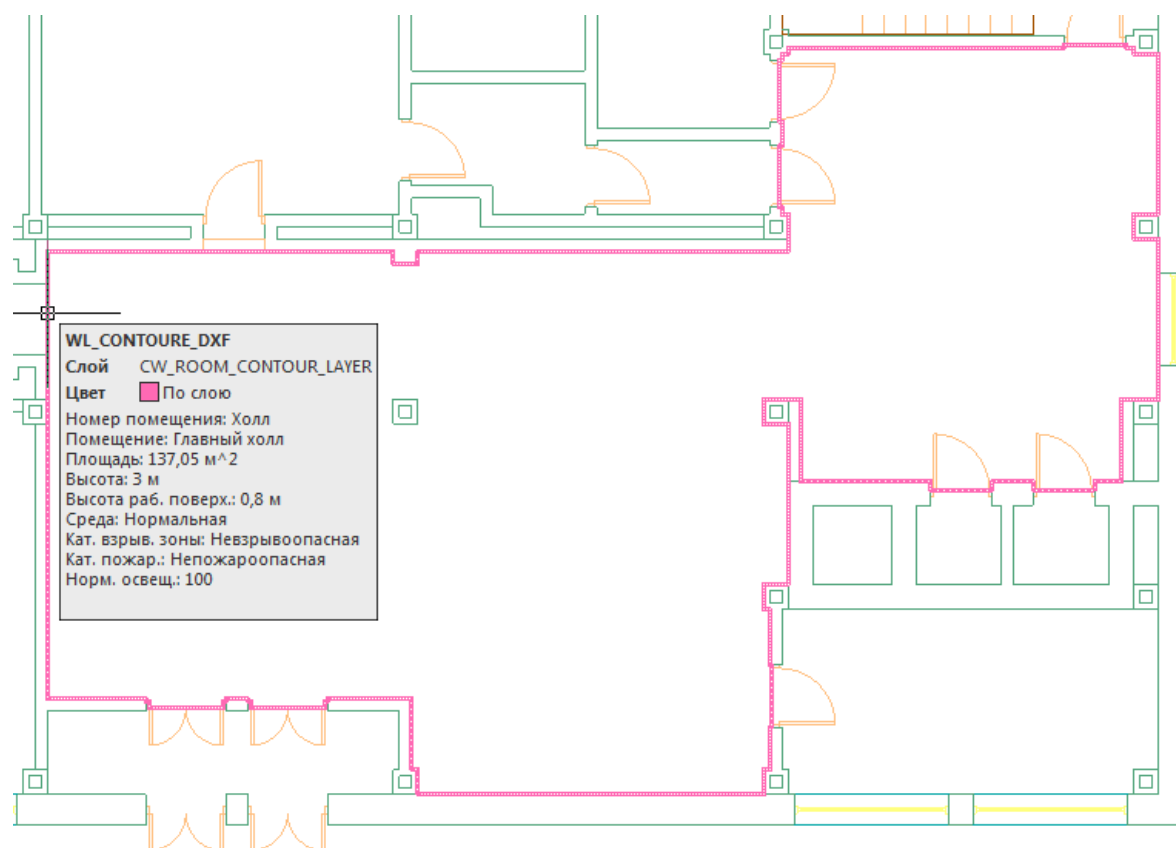 WL_CONTOURE_DXF
Слой CW_ROOM_CONTOUR_LAYER
Цвет По слою
Номер помещения: Холл
Помещение: Главный холл
Площадь: 137,05 м^2
Высота: 3 м
Высота раб. поверх.: 0,8 м
Среда: Нормальная
Кат. взрыв. зоны: Невзрывоопасная
Кат. пожар.: Непожароопасная
Норм. освещ.: 100